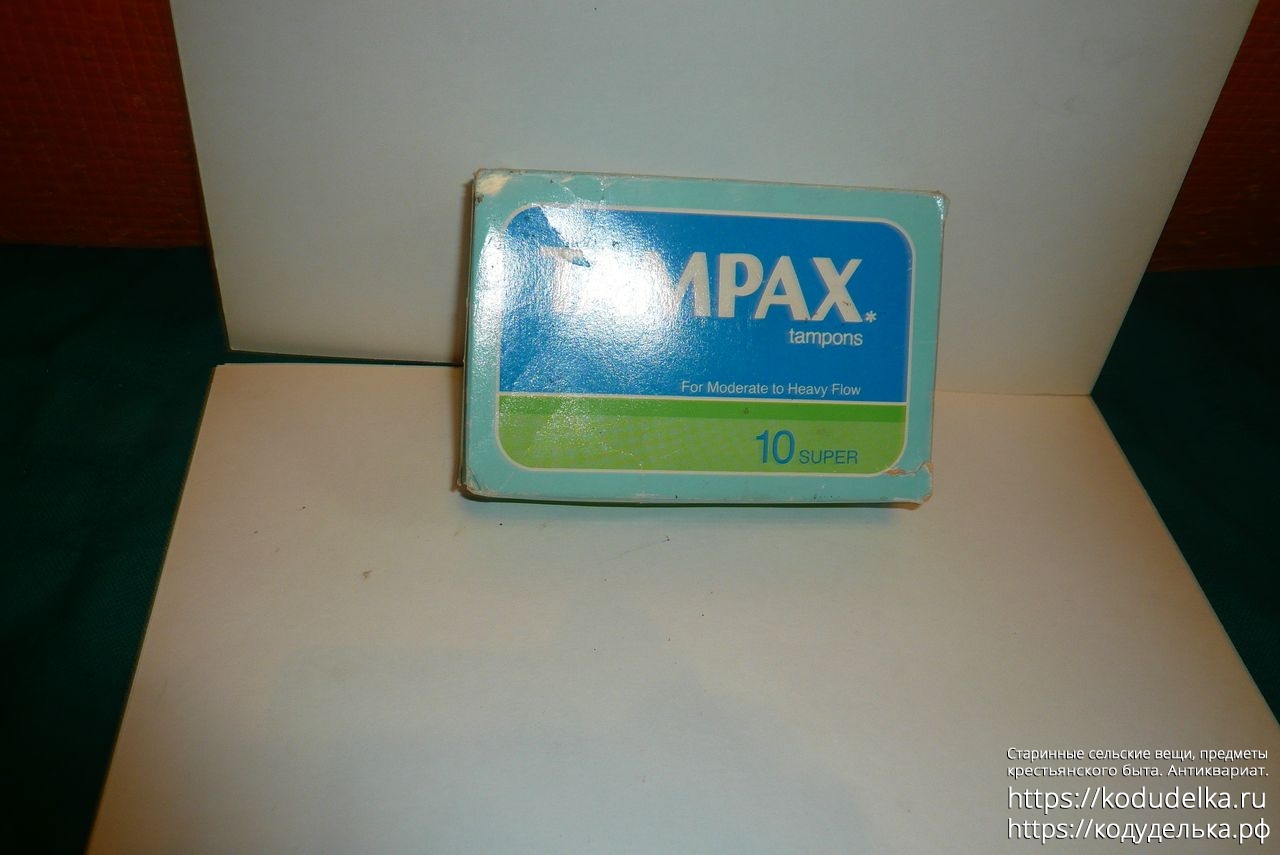 TAMPAX*
tampons
For Moderate to Heavy Flow
10 SUPER
Старинные сельские вещи, предметы
крестьянского быта. Антиквариат.
https://kodudelka.ru
https://кодуделька.рф